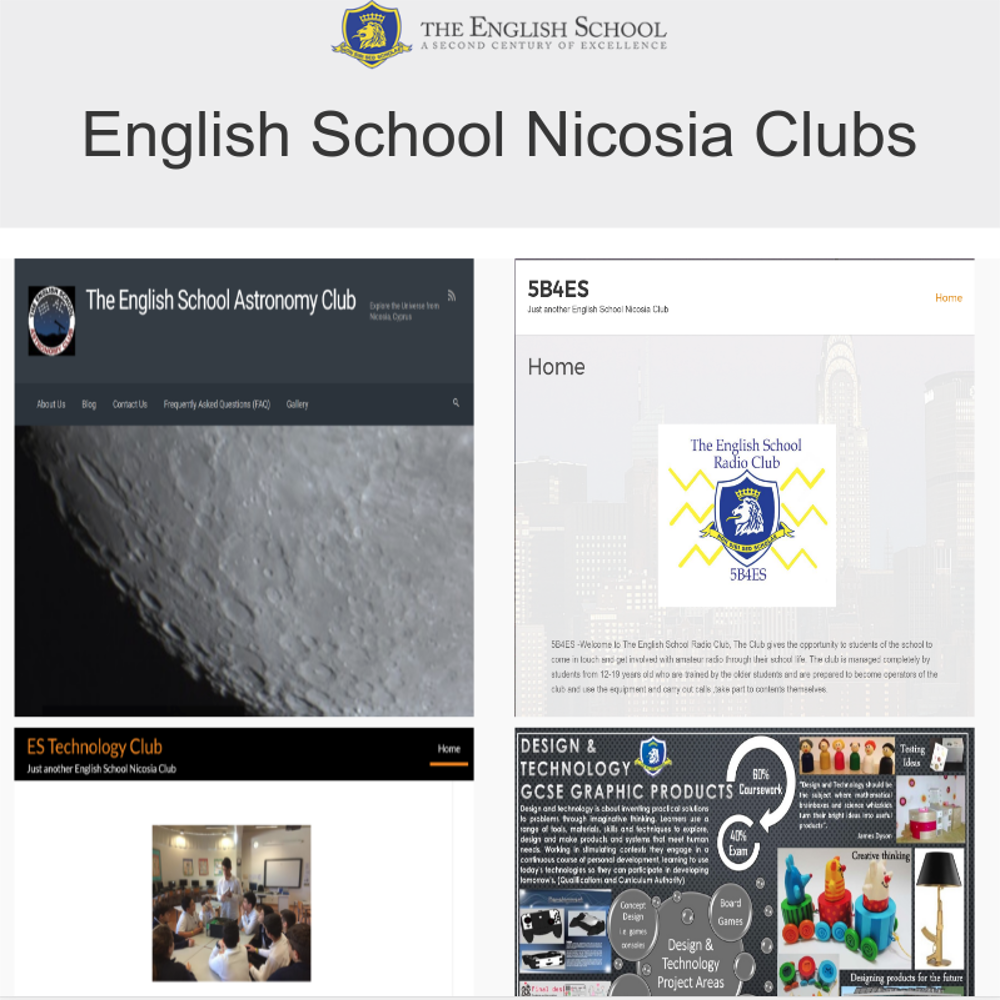 THE ENGLISH SCHOOL
A SECOND CENTURY OF EXCELLENCE
English School Nicosia Clubs
The English School Astronomy Club
Explore the Universe from
Nicosia, Cyprus
About Us Blog Contact Us Frequently Asked Questions (FAQ) Gallery
5B4ES
Just another English School Nicosia Club
Home
Home
The English School
Radio Club
NON SIBI SED SCHOLAE
5B4ES
5B4ES -Welcome to The English School Radio Club, The Club gives the opportunity to students of the school to
come in touch and get involved with amateur radio through their school life. The club is managed completely by
students from 12-19 years old who are trained by the older students and are prepared to become operators of the
club and use the equipment and carry out calls ,take part to contents themselves.
ES Technology Club
Just another English School Nicosia Club
Home
DESIGN &
TECHNOLOGY
GCSE GRAPHIC PRODUCTS
Design and technology is about inventing practical solutions
to problems through imaginative thinking. Learners use a
range of tools, materials, skills and techniques to explore,
design and make products and systems that meet human
needs. Working in stimulating contexts they engage in a
continuous course of personal development, learning to use
today's technologies so they can participate in developing
tomorrow's. (Qualifications and Curriculum Authority)
60%
Coursework
40%
Exam
Testing
Ideas
"Design and Technology should be
the subject where mathematical
brainboxes and science whizzkids
turn their bright ideas into useful
products".
James Dyson
Creative thinking
Development
Concept
Design
i.e. games
consoles
Board
Games
Design &
Technology
Project Areas
Designing products for the future